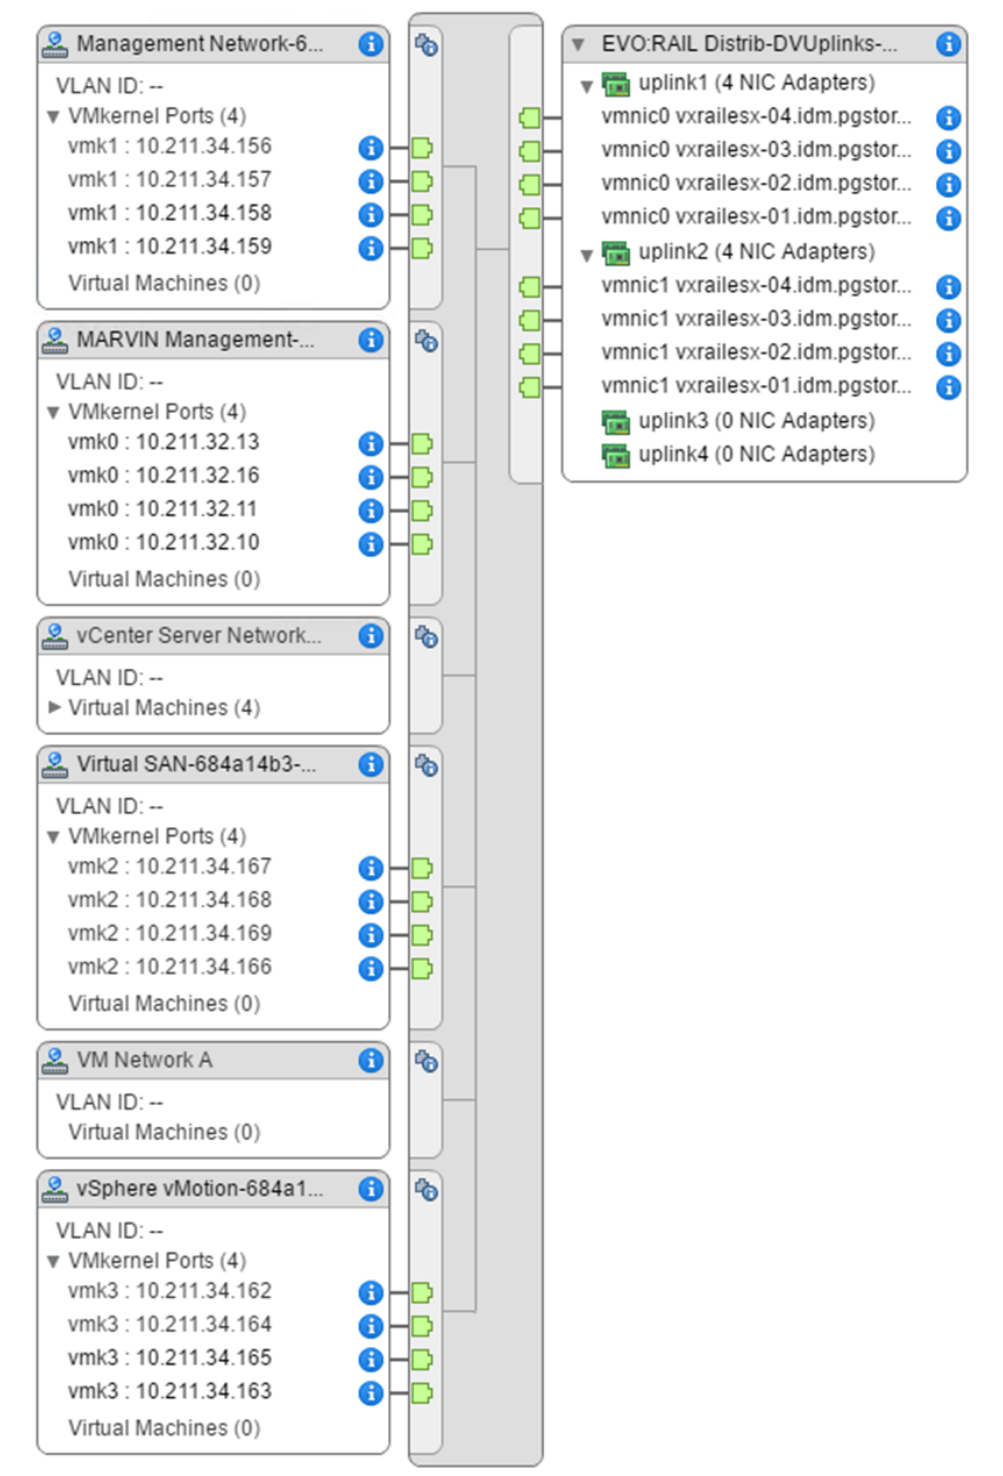 Management Network-6...
VLAN ID: --
VMkernel Ports (4)
vmk1 : 10.211.34.156
vmk1 : 10.211.34.157
vmk1 : 10.211.34.158
vmk1 : 10.211.34.159
Virtual Machines (0)
MARVIN Management-...
VLAN ID: --
VMkernel Ports (4)
vmk0 : 10.211.32.13
vmk0 : 10.211.32.16
vmk0 : 10.211.32.11
vmk0 : 10.211.32.10
Virtual Machines (0)
vCenter Server Network...
VLAN ID: --
Virtual Machines (4)
Virtual SAN-684a14b3-...
VLAN ID: --
VMkernel Ports (4)
vmk2 : 10.211.34.167
vmk2 : 10.211.34.168
vmk2 : 10.211.34.169
vmk2 : 10.211.34.166
Virtual Machines (0)
VM Network A
VLAN ID: --
Virtual Machines (0)
vSphere vMotion-684a1...
VLAN ID: --
VMkernel Ports (4)
vmk3 : 10.211.34.162
vmk3 : 10.211.34.164
vmk3 : 10.211.34.165
vmk3 : 10.211.34.163
Virtual Machines (0)
EVO:RAIL Distrib-DVUplinks-...
uplink1 (4 NIC Adapters)
vmnic0 vxrailesx-04.idm.pgstor...
vmnic0 vxrailesx-03.idm.pgstor...
vmnic0 vxrailesx-02.idm.pgstor...
vmnic0 vxrailesx-01.idm.pgstor...
uplink2 (4 NIC Adapters)
vmnic1 vxrailesx-04.idm.pgstor...
vmnic1 vxrailesx-03.idm.pgstor...
vmnic1 vxrailesx-02.idm.pgstor...
vmnic1 vxrailesx-01.idm.pgstor...
uplink3 (0 NIC Adapters)
uplink4 (0 NIC Adapters)